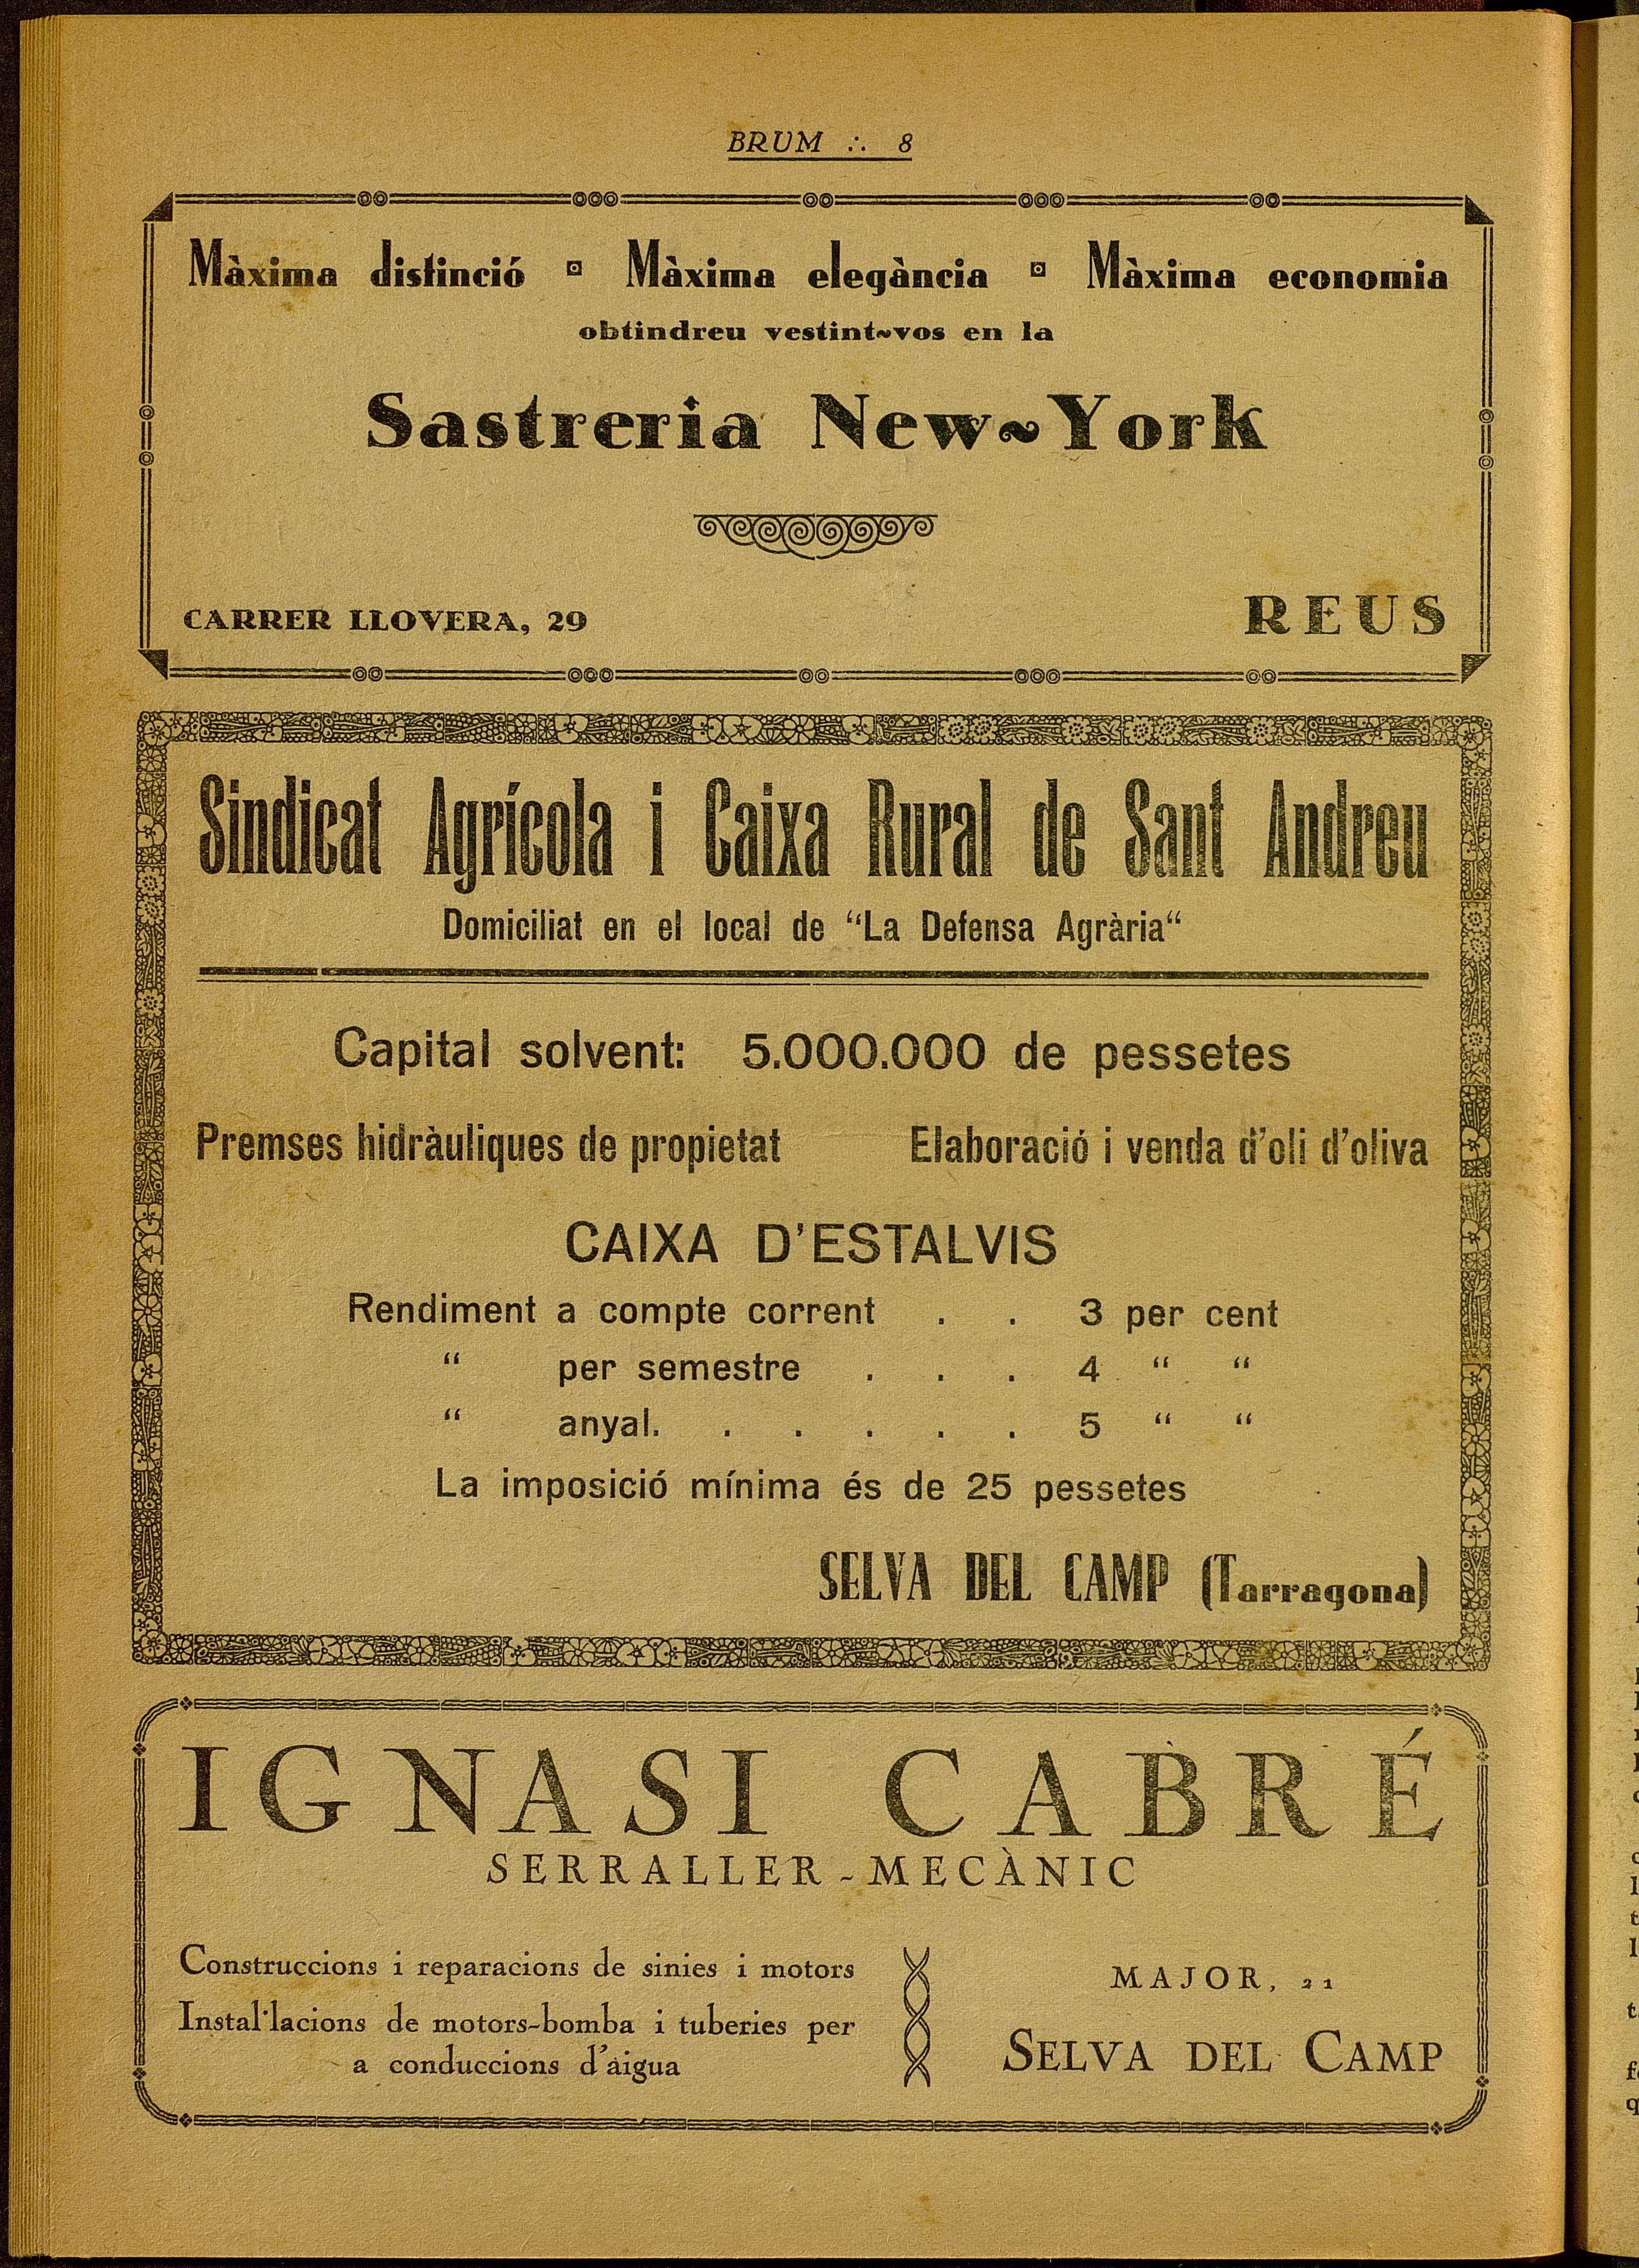 BRUM ∴ 8
Màxima distinció ▫ Màxima elegància ▫ Màxima economia
obtindreu vestint~vos en la
Sastreria New~York
CARRER LLOVERA, 29
REUS
Sindicat Agrícola i Caixa Rural de Sant Andreu
Domiciliat en el local de “La Defensa Agrària“
Capital solvent: 5.000.000 de pessetes
Premses hidràuliques de propietat
Elaboració i venda d’oli d’oliva
CAIXA D’ESTALVIS
Rendiment a compte corrent . . 3 per cent
“ per semestre . . . 4 “ “
“ anyal. . . . . . 5 “ “
La imposició mínima és de 25 pessetes
SELVA DEL CAMP (Tarragona)
IGNASI CABRÉ
SERRALLER-MECÀNIC
Construccions i reparacions de sinies i motors
Instal·lacions de motors-bomba i tuberies per
a conduccions d’aigua
MAJOR, 21
SELVA DEL CAMP